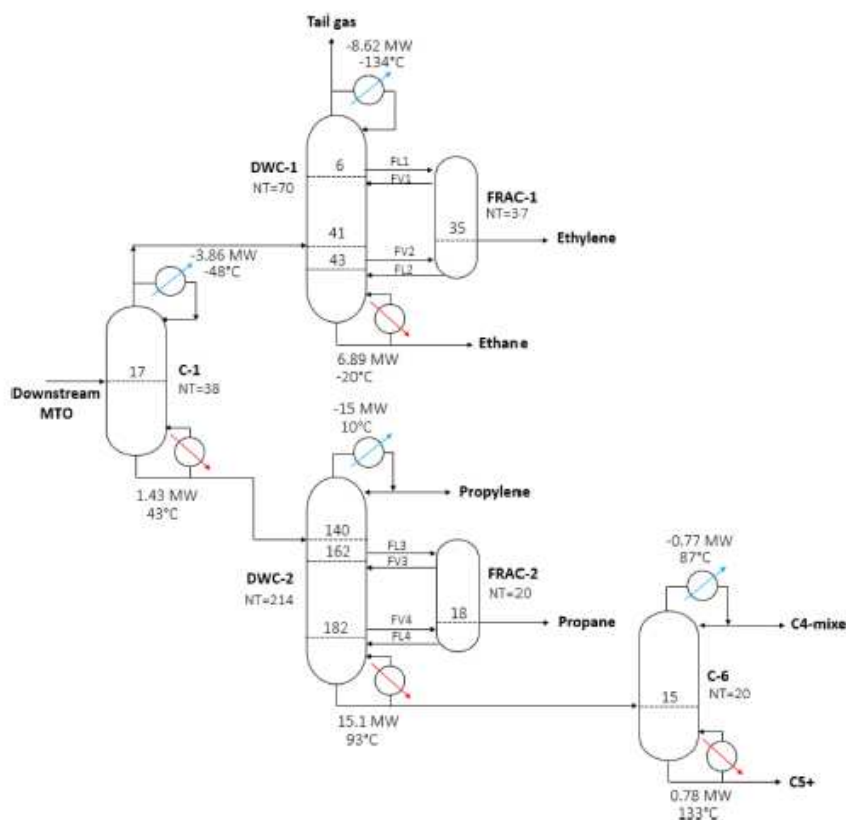 Tail gas
-8.62 MW
-134°C
DWC-1
NT=70
6
FL1
FV1
FRAC-1
NT=37
35
Ethylene
41
43
FV2
FL2
-3.86 MW
-48°C
6.89 MW
-20°C
Ethane
17
C-1
NT=38
Downstream
MTO
1.43 MW
43°C
-15 MW
10°C
Propylene
140
162
FL3
FV3
FRAC-2
NT=20
DWC-2
NT=214
18
Propane
182
FV4
FL4
15.1 MW
93°C
-0.77 MW
87°C
C4-mixe
C-6
NT=20
15
0.78 MW
133°C
C5+